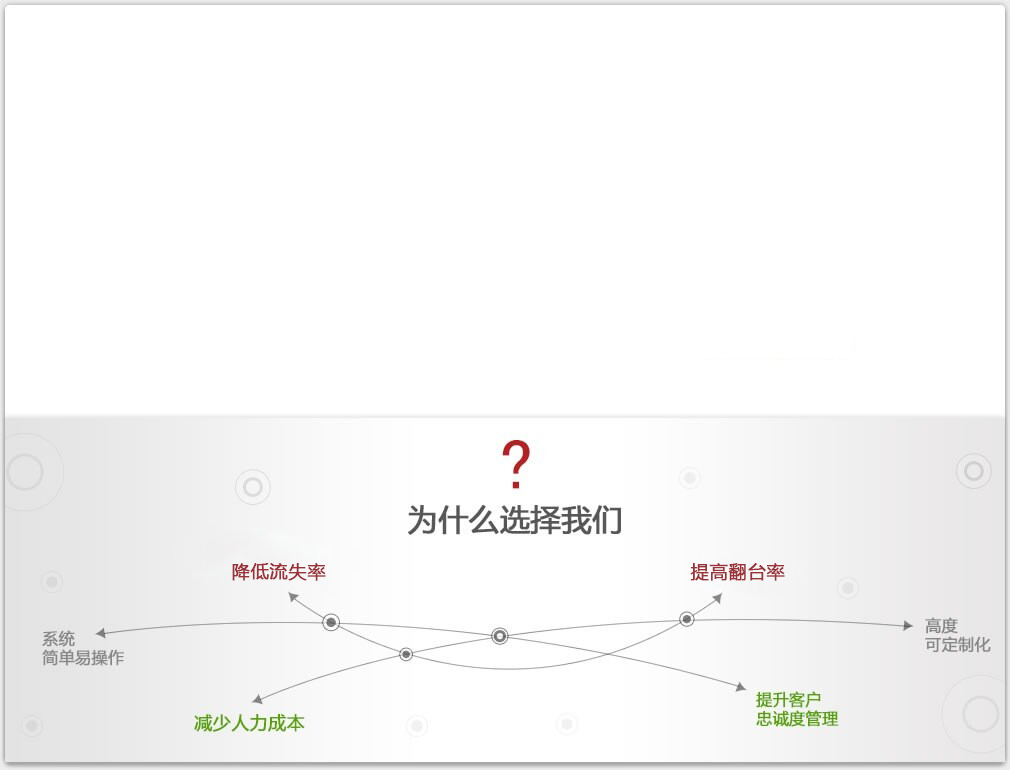 ?
为什么选择我们
降低流失率
提高翻台率
系统
简单易操作
高度
可定制化
减少人力成本
提升客户
忠诚度管理